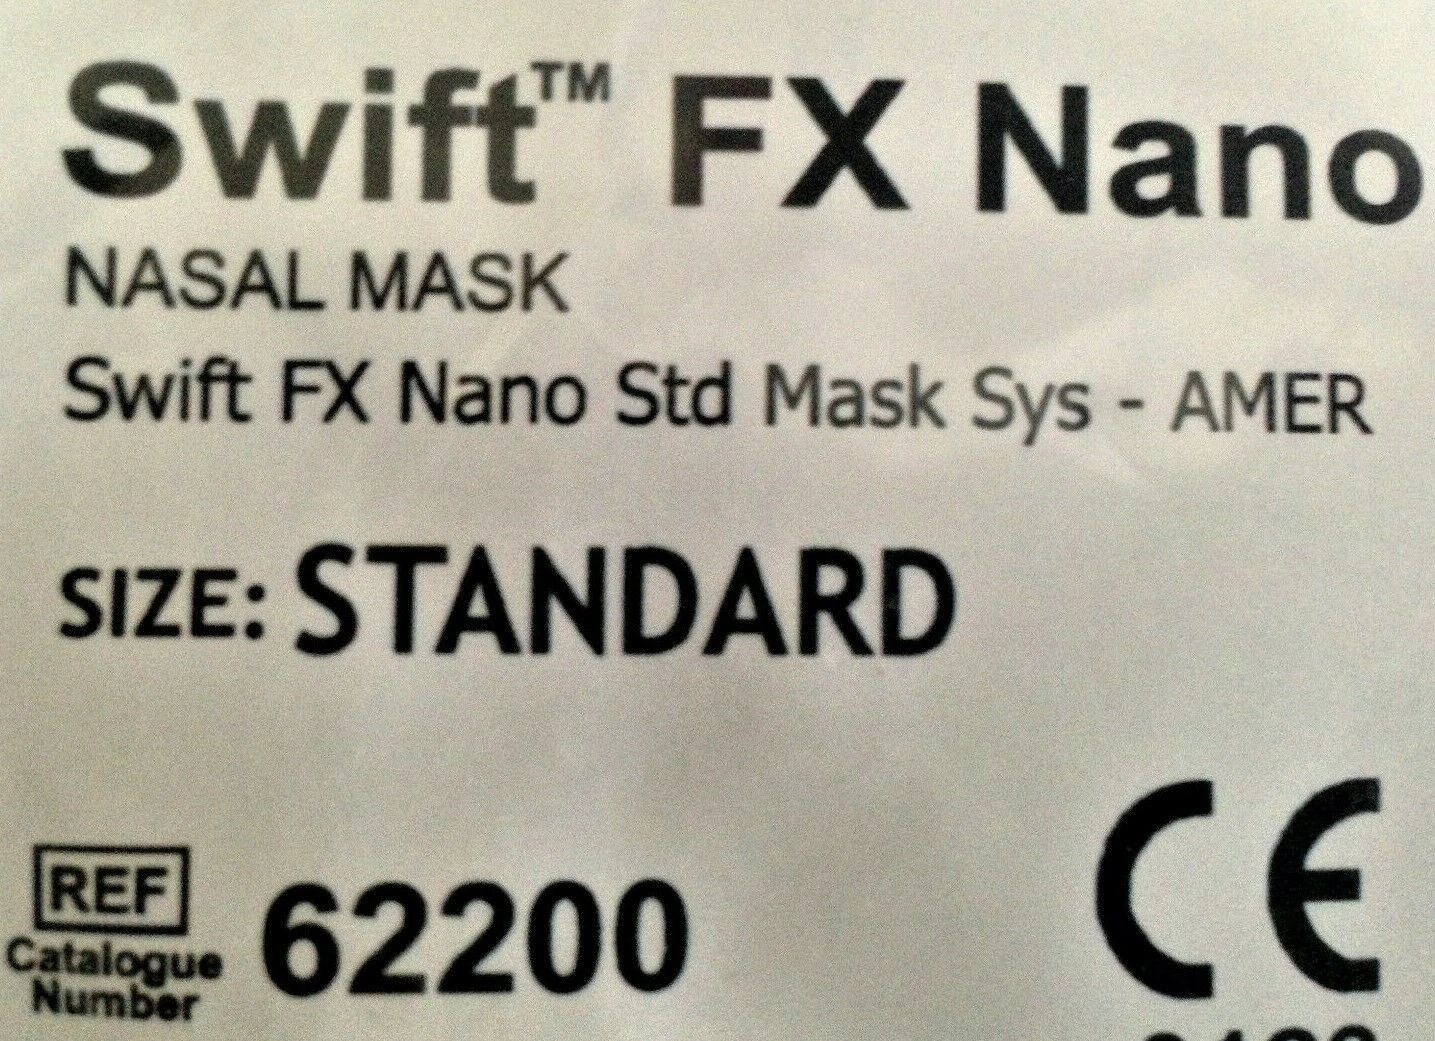 Swift™ FX Nano
NASAL MASK
Swift FX Nano Std Mask Sys - AMER
SIZE: STANDARD
REF
Catalogue
Number
62200
CE